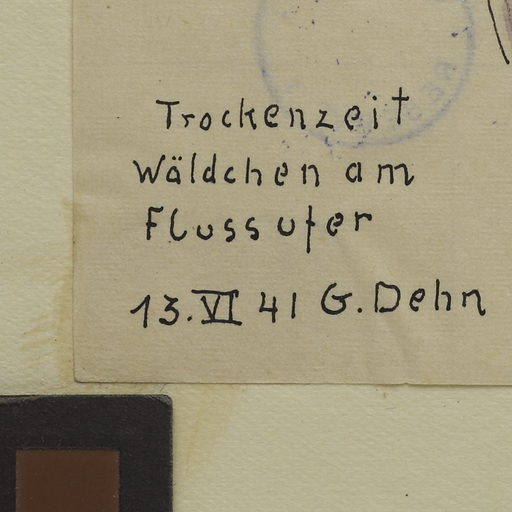 Trockenzeit
Wäldchen am
Flussufer
13. VI 41 G. Dehn